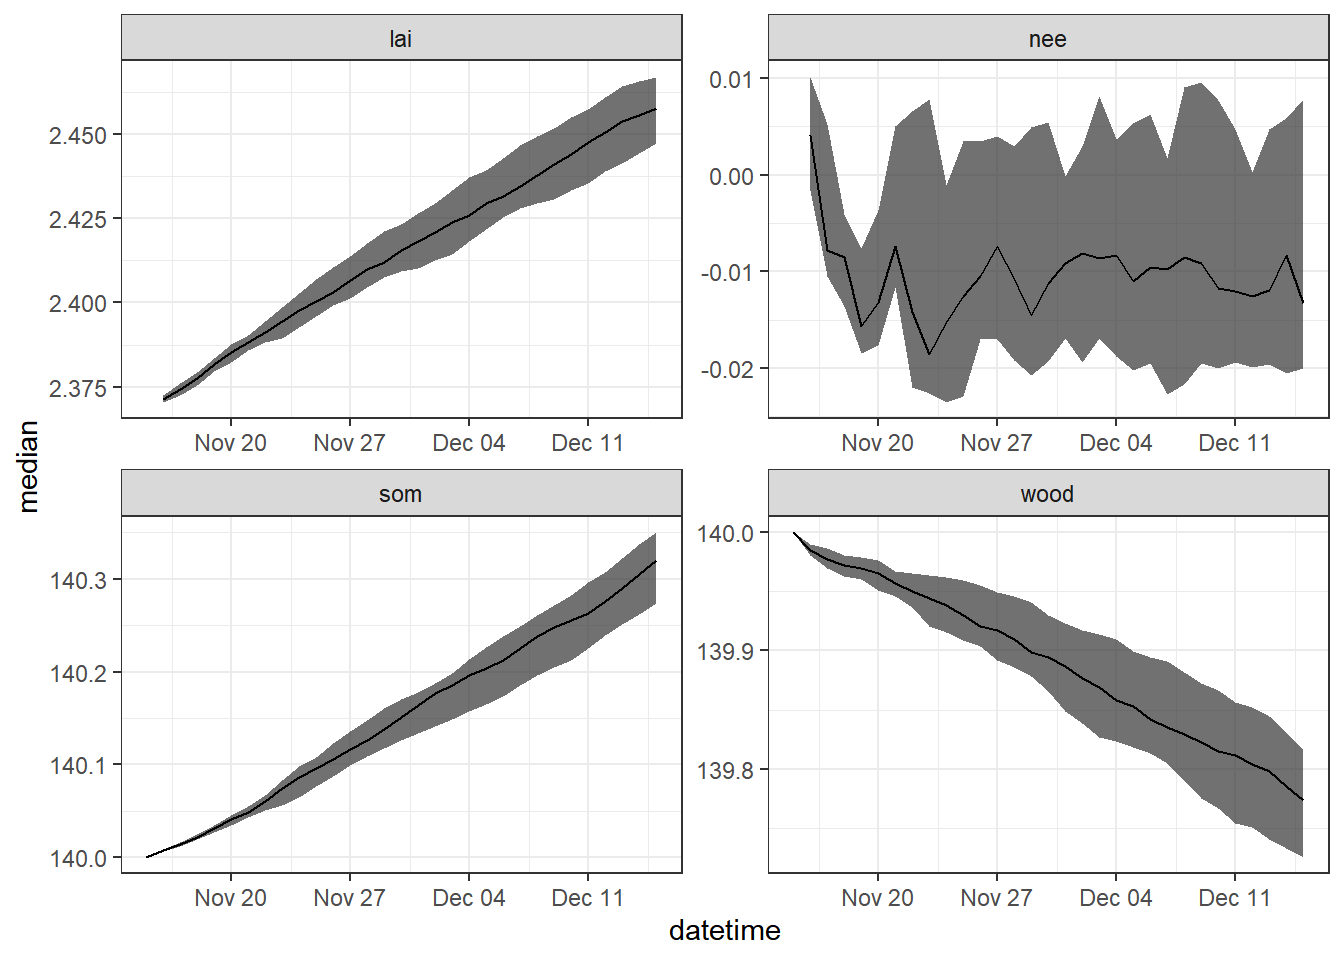 lai
nee
2.450
2.425
2.400
2.375
0.01
0.00
-0.01
-0.02
Nov 20 Nov 27 Dec 04 Dec 11
Nov 20 Nov 27 Dec 04 Dec 11
median
som
wood
140.3
140.2
140.1
140.0
140.0
139.9
139.8
Nov 20 Nov 27 Dec 04 Dec 11
Nov 20 Nov 27 Dec 04 Dec 11
datetime